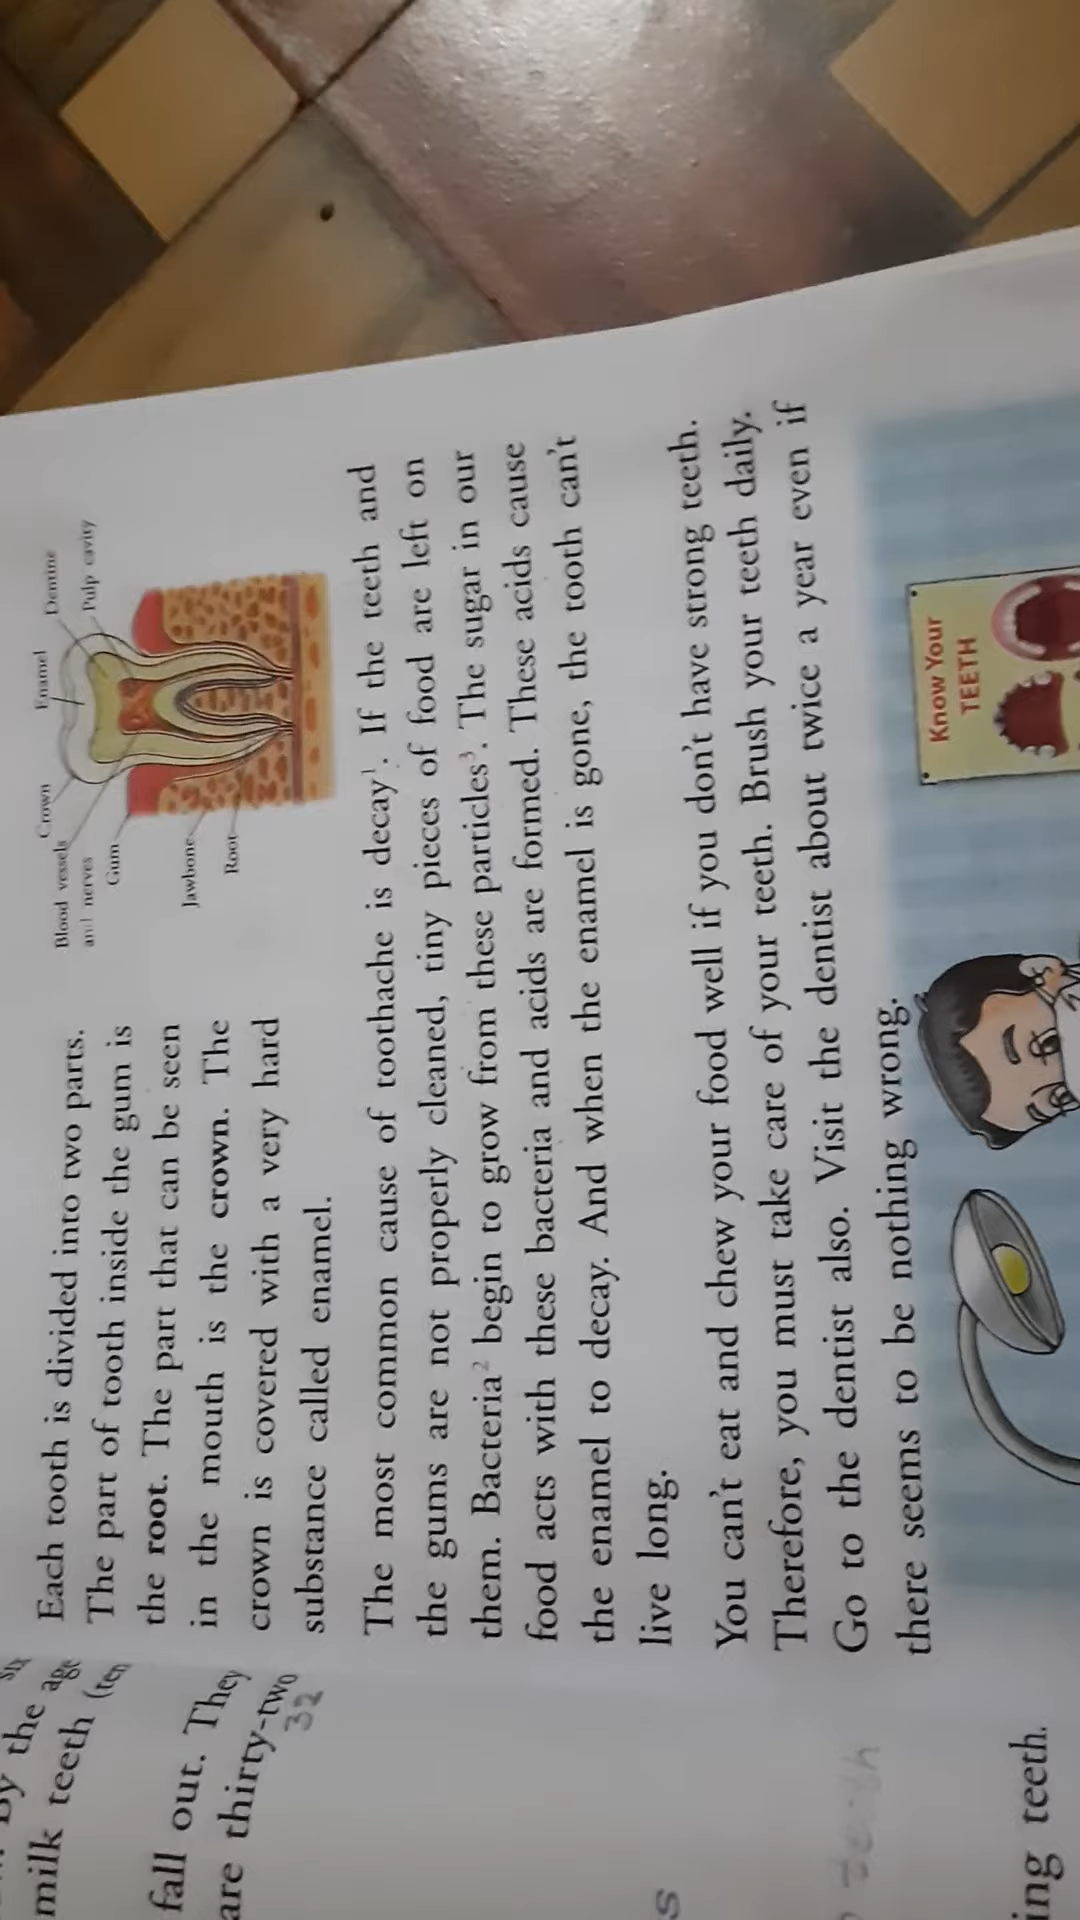 milk teeth (ten
fall out. They
are thirty-two
32
ing teeth.
Each tooth is divided into two parts.
The part of tooth inside the gum is
the root. The part that can be seen
in the mouth is the crown. The
crown is covered with a very hard
substance called enamel.
Blood vessels
and nerves
Crown
Enamel
Dentine
Pulp cavity
Gum
Jawbone
Root
The most common cause of toothache is decay¹. If the teeth and
the gums are not properly cleaned, tiny pieces of food are left on
them. Bacteria² begin to grow from these particles³. The sugar in our
food acts with these bacteria and acids are formed. These acids cause
the enamel to decay. And when the enamel is gone, the tooth can't
live long.
You can't eat and chew your food well if you don't have strong teeth.
Therefore, you must take care of your teeth. Brush your teeth daily.
Go to the dentist also. Visit the dentist about twice a year even if
there seems to be nothing wrong.
Know Your
TEETH